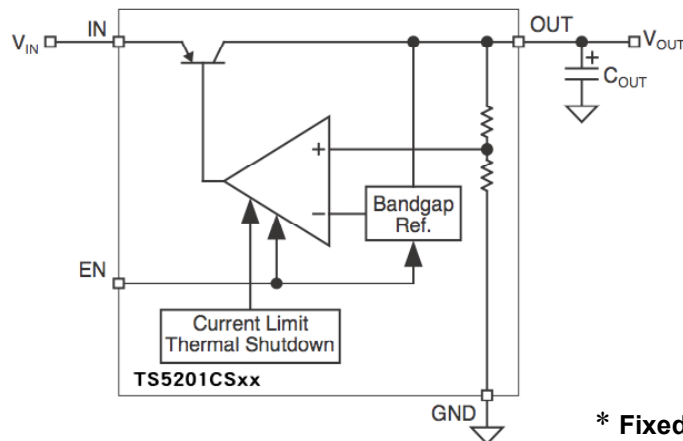 V_IN
IN
OUT
V_OUT
+
C_OUT
+
−
Bandgap
Ref.
EN
Current Limit
Thermal Shutdown
TS5201CSxx
GND
* Fixed